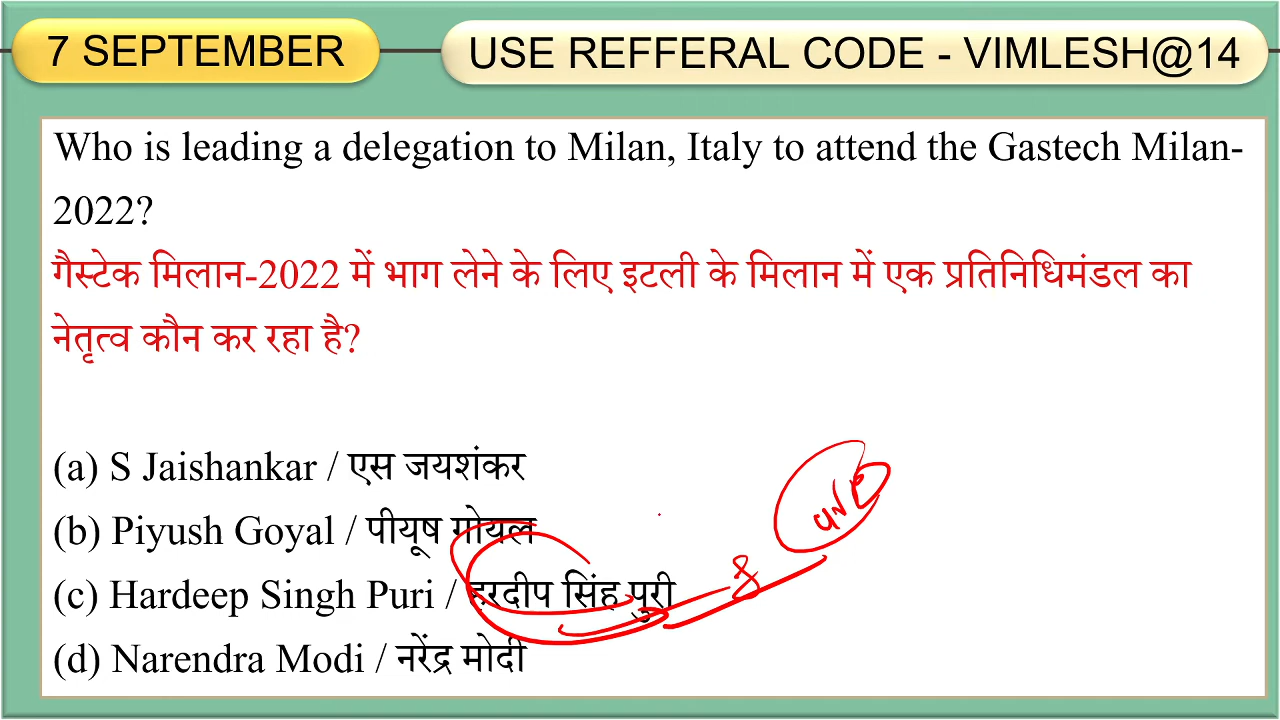 7 SEPTEMBER
USE REFFERAL CODE - VIMLESH@14
Who is leading a delegation to Milan, Italy to attend the Gastech Milan-
2022?
गैस्टेक मिलान-2022 में भाग लेने के लिए इटली के मिलान में एक प्रतिनिधिमंडल का
नेतृत्व कौन कर रहा है?
(a) S Jaishankar / एस जयशंकर
(b) Piyush Goyal / पीयूष गोयल
(c) Hardeep Singh Puri / हरदीप सिंह पुरी
(d) Narendra Modi / नरेंद्र मोदी